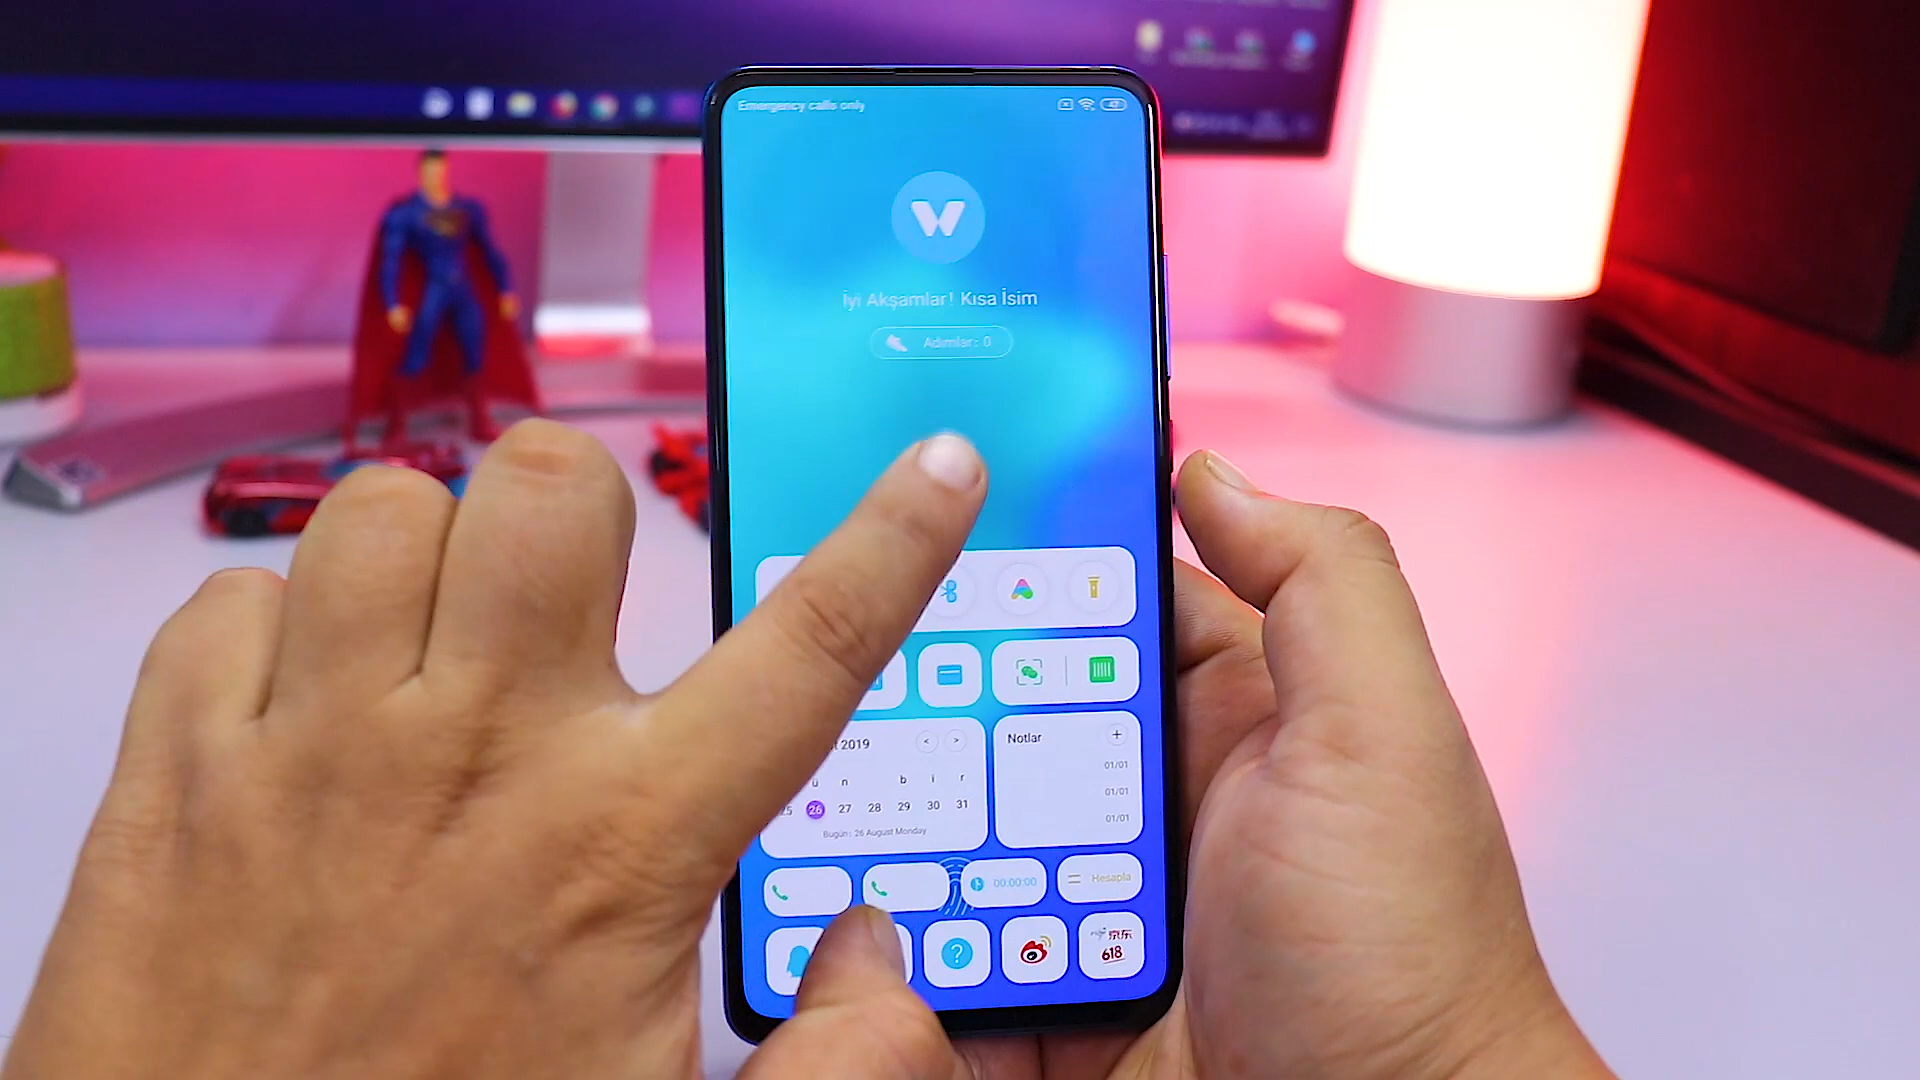 Emergency calls only
47
W
İyi Akşamlar! Kısa İsim
Adımlar: 0
t 2019
<
>
Notlar
+
ü n b i r
01/01
25 26 27 28 29 30 31
01/01
Bugün: 26 August Monday
01/01
00:00:00
Hesapla
?
京东
618